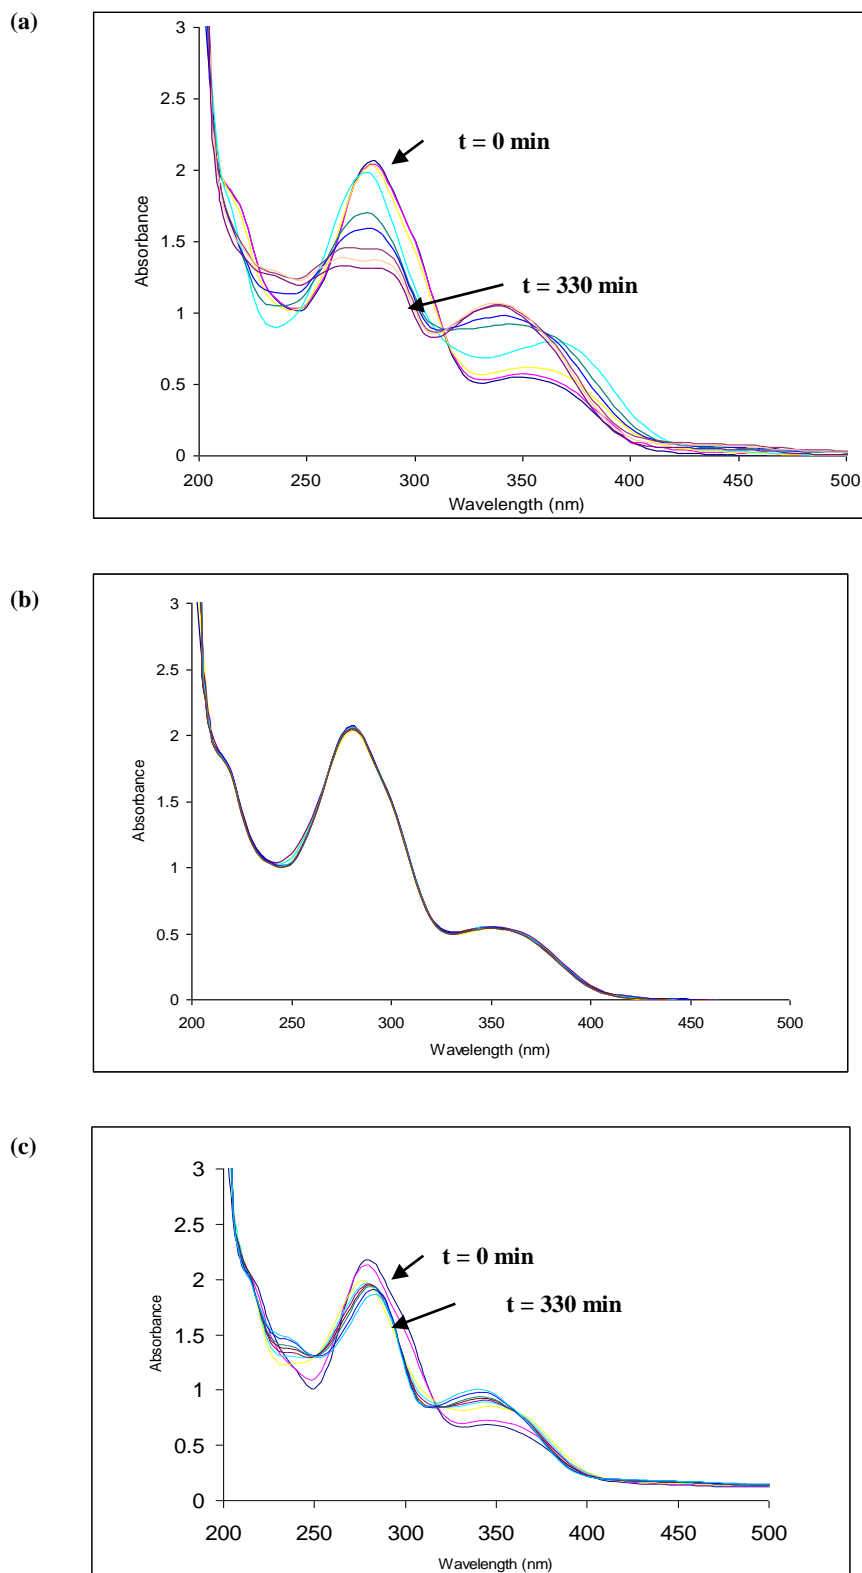 (a)
3
2.5
2
1.5
1
0.5
0
Absorbance
t = 0 min
t = 330 min
200 250 300 350 400 450 500
Wavelength (nm)
(b)
3
2.5
2
1.5
1
0.5
0
Absorbance
200 250 300 350 400 450 500
Wavelength (nm)
(c)
3
2.5
2
1.5
1
0.5
0
Absorbance
t = 0 min
t = 330 min
200 250 300 350 400 450 500
Wavelength (nm)